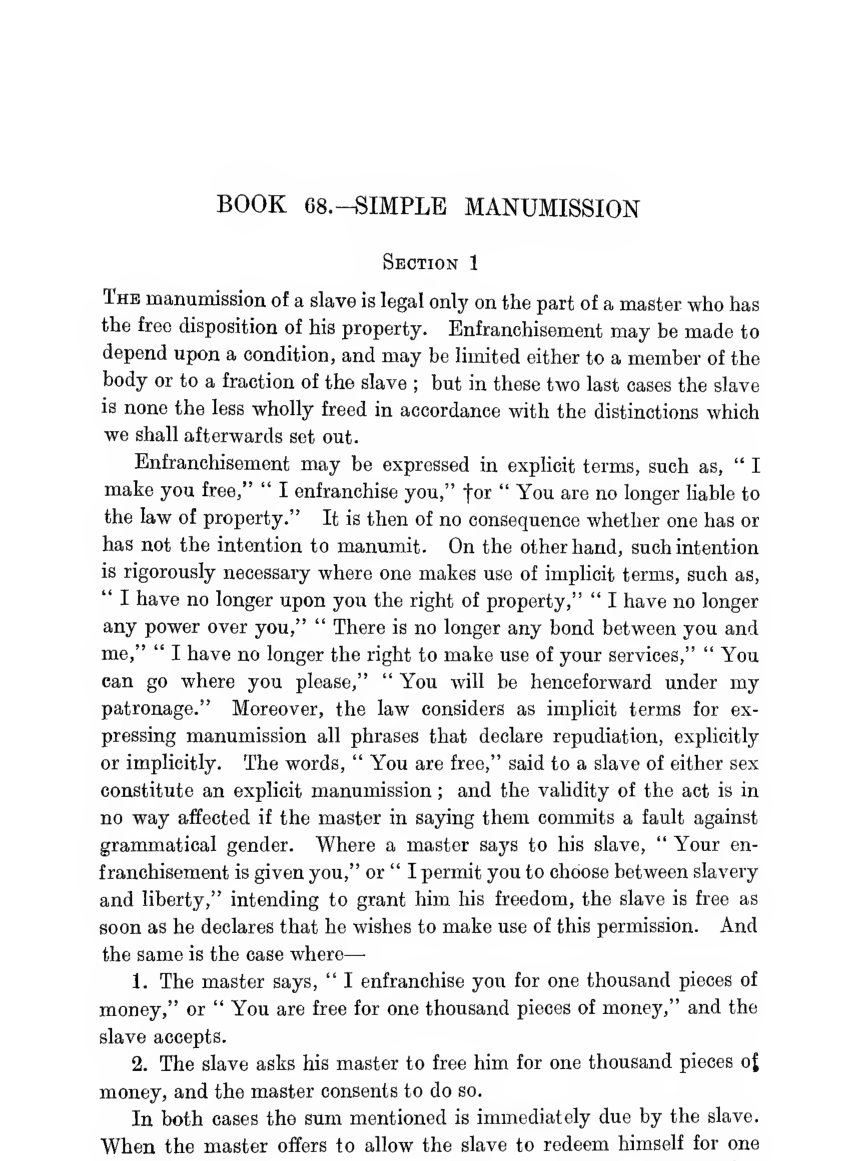 BOOK 68.—SIMPLE MANUMISSION
SECTION 1
THE manumission of a slave is legal only on the part of a master who has
the free disposition of his property. Enfranchisement may be made to
depend upon a condition, and may be limited either to a member of the
body or to a fraction of the slave ; but in these two last cases the slave
is none the less wholly freed in accordance with the distinctions which
we shall afterwards set out.
Enfranchisement may be expressed in explicit terms, such as, “ I
make you free,” “ I enfranchise you,” †or “ You are no longer liable to
the law of property.” It is then of no consequence whether one has or
has not the intention to manumit. On the other hand, such intention
is rigorously necessary where one makes use of implicit terms, such as,
“ I have no longer upon you the right of property,” “ I have no longer
any power over you,” “ There is no longer any bond between you and
me,” “ I have no longer the right to make use of your services,” “ You
can go where you please,” “ You will be henceforward under my
patronage.” Moreover, the law considers as implicit terms for ex-
pressing manumission all phrases that declare repudiation, explicitly
or implicitly. The words, “ You are free,” said to a slave of either sex
constitute an explicit manumission ; and the validity of the act is in
no way affected if the master in saying them commits a fault against
grammatical gender. Where a master says to his slave, “ Your en-
franchisement is given you,” or “ I permit you to choose between slavery
and liberty,” intending to grant him his freedom, the slave is free as
soon as he declares that he wishes to make use of this permission. And
the same is the case where—
1. The master says, “ I enfranchise you for one thousand pieces of
money,” or “ You are free for one thousand pieces of money,” and the
slave accepts.
2. The slave asks his master to free him for one thousand pieces of
money, and the master consents to do so.
In both cases the sum mentioned is immediately due by the slave.
When the master offers to allow the slave to redeem himself for one